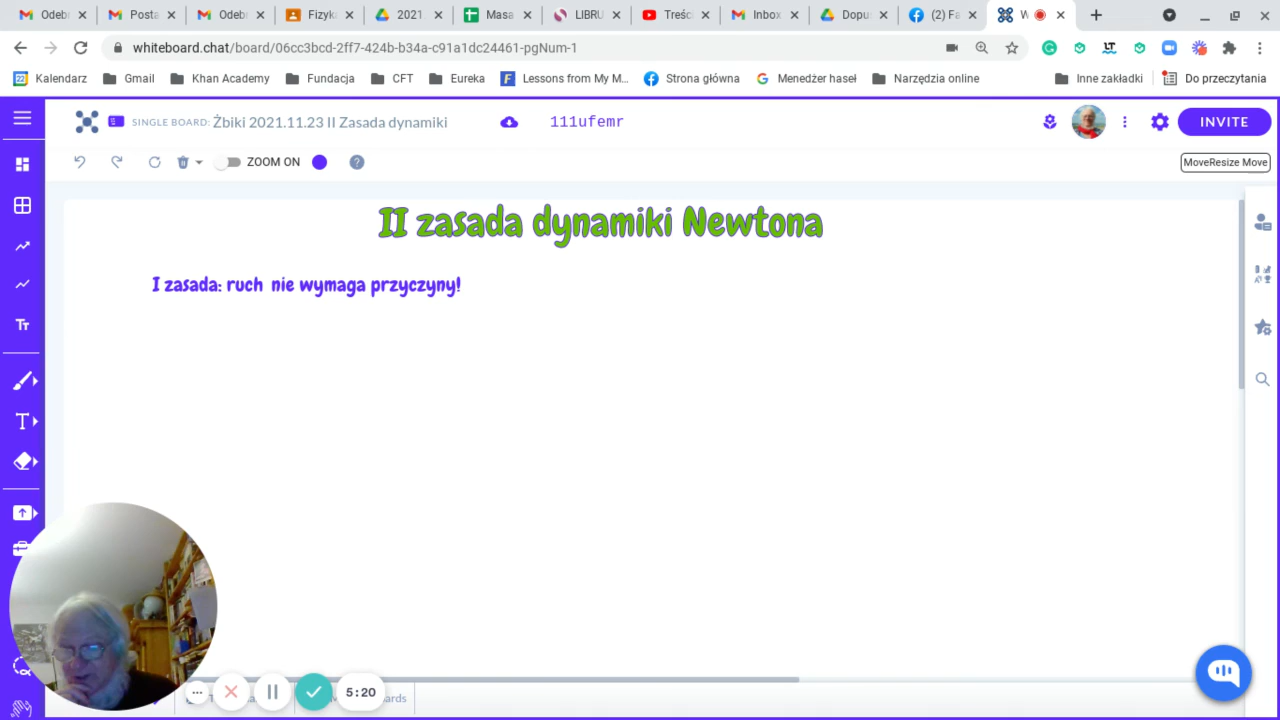 Odebi
Posta
Odebi
Fizyk
2021
Masa
LIBRU
Treśc
Inbox
Dopus
(2) Fa
W
whiteboard.chat/board/06cc3bcd-2ff7-424b-b34a-c91a1dc24461-pgNum-1
Kalendarz
Gmail
Khan Academy
Fundacja
CFT
Eureka
Lessons from My M...
Strona główna
Menedżer haseł
Narzędzia online
Inne zakładki
Do przeczytania
SINGLE BOARD: Żbiki 2021.11.23 II Zasada dynamiki
111ufemr
INVITE
ZOOM ON
MoveResize Move
II zasada dynamiki Newtona
I zasada: ruch nie wymaga przyczyny!
5:20